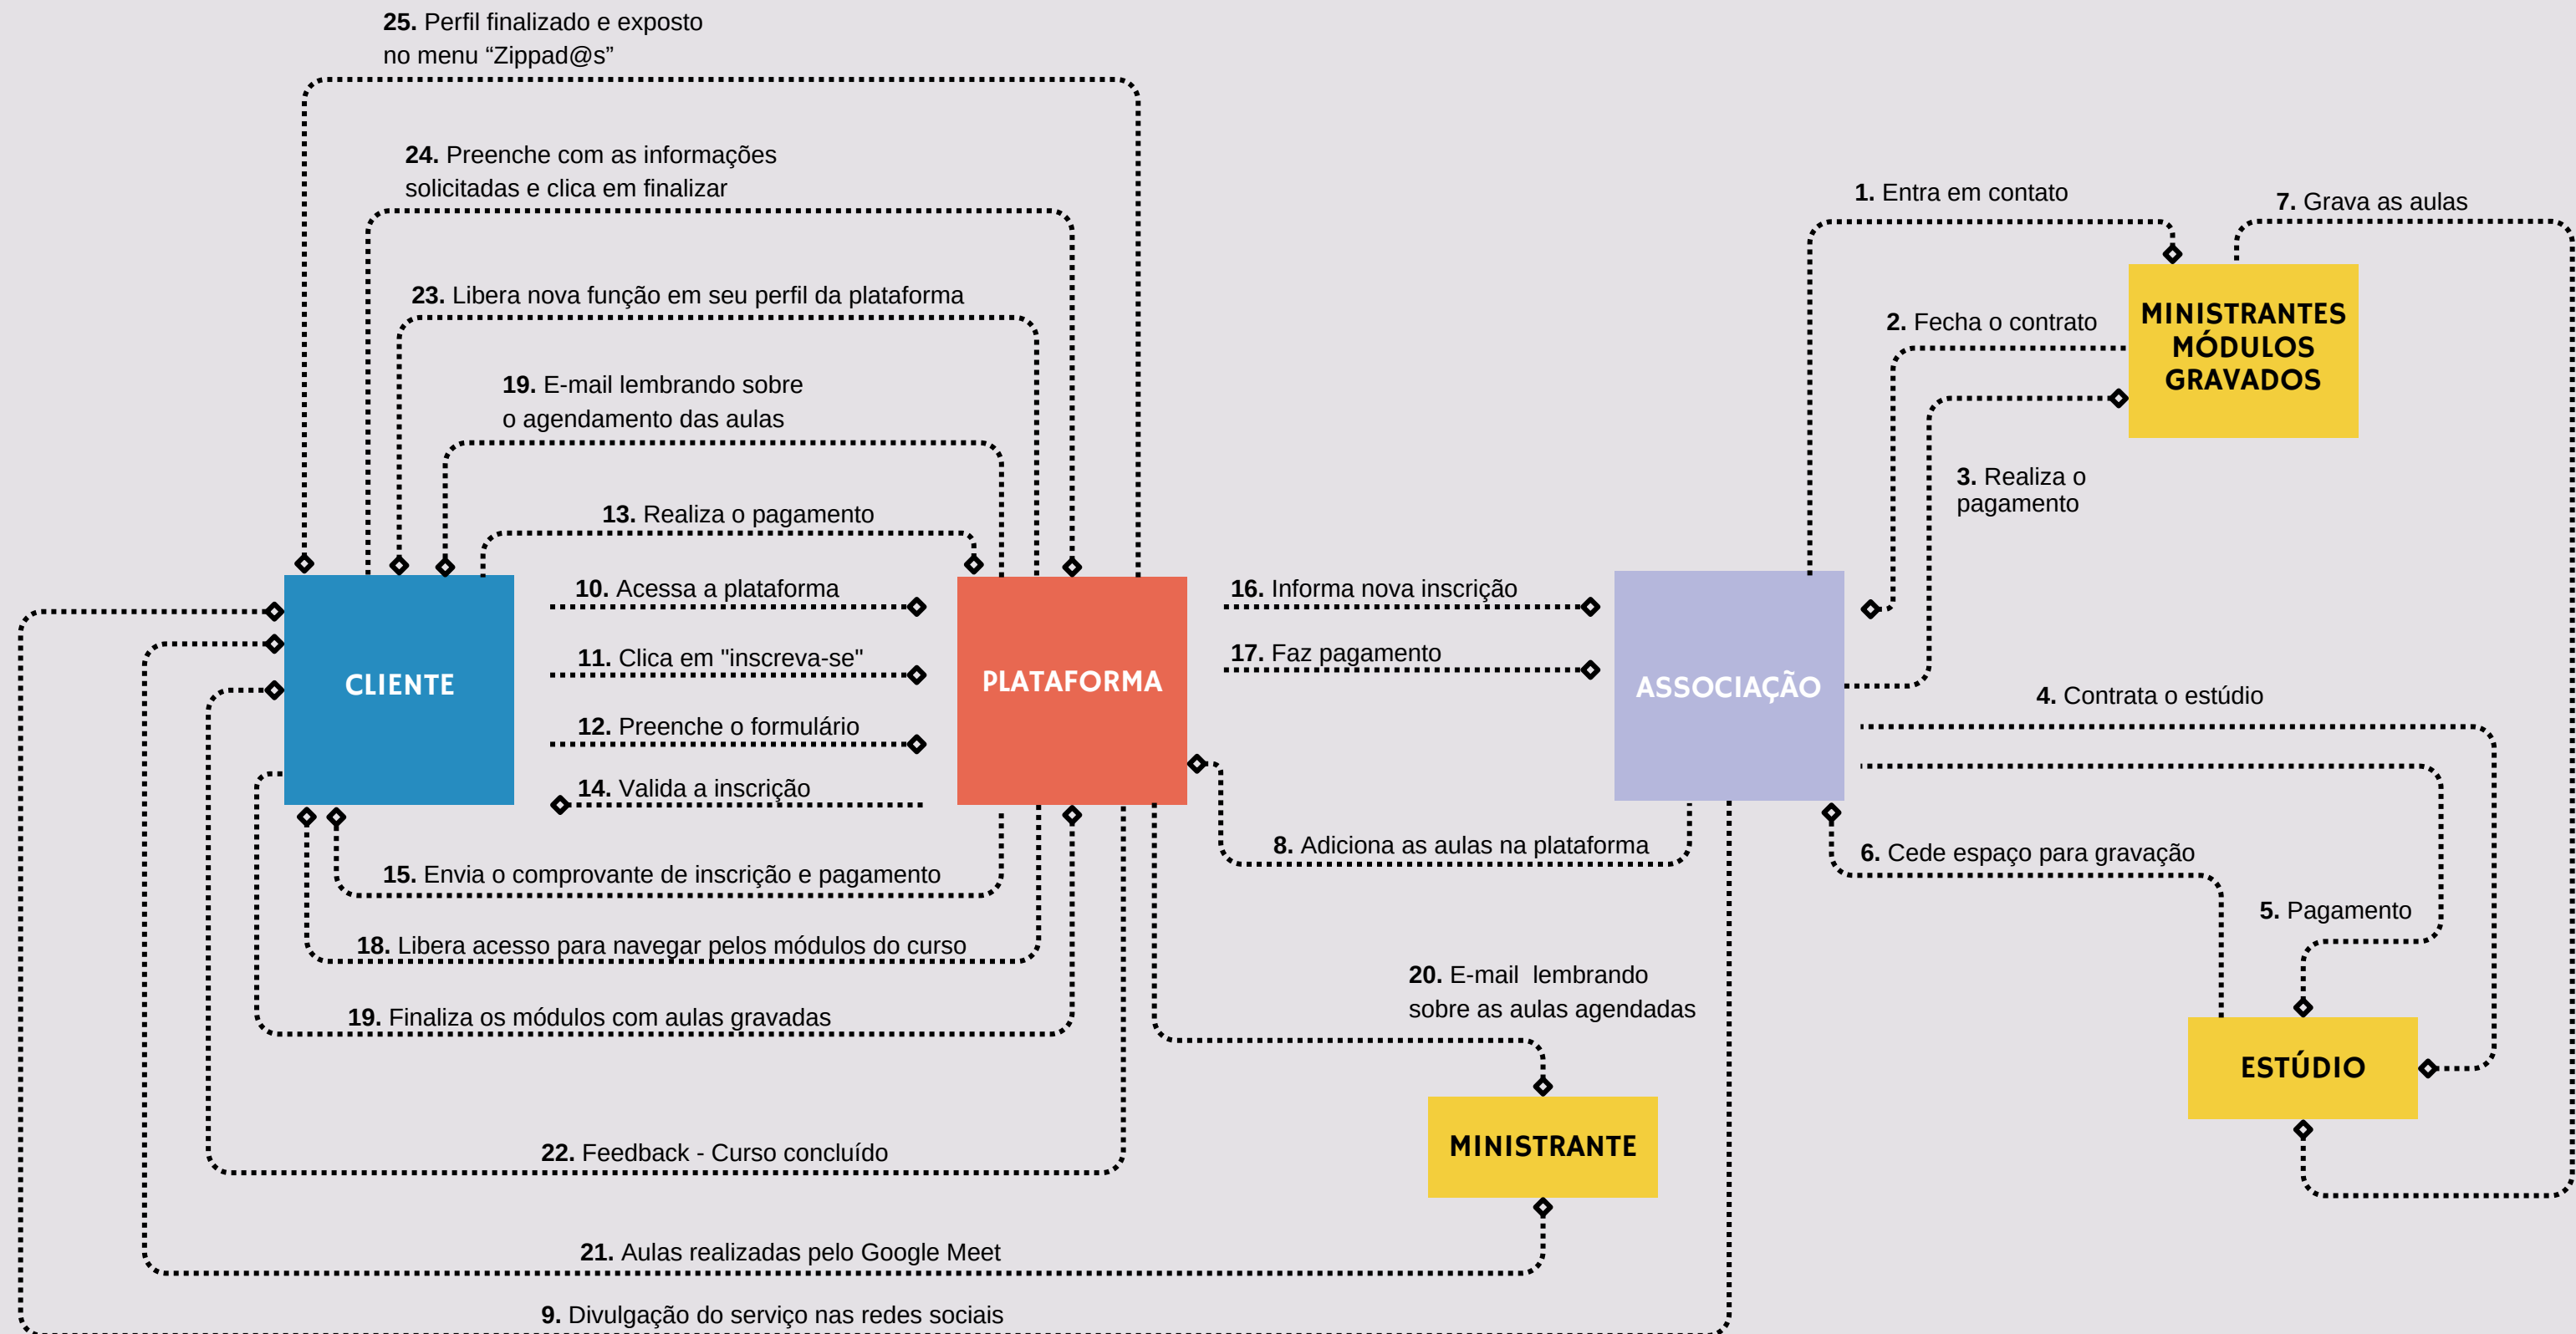 25. Perfil finalizado e exposto
no menu “Zippad@s”
24. Preenche com as informações
solicitadas e clica em finalizar
23. Libera nova função em seu perfil da plataforma
19. E-mail lembrando sobre
o agendamento das aulas
13. Realiza o pagamento
10. Acessa a plataforma
11. Clica em "inscreva-se"
12. Preenche o formulário
14. Valida a inscrição
CLIENTE
PLATAFORMA
15. Envia o comprovante de inscrição e pagamento
18. Libera acesso para navegar pelos módulos do curso
19. Finaliza os módulos com aulas gravadas
22. Feedback - Curso concluído
21. Aulas realizadas pelo Google Meet
9. Divulgação do serviço nas redes sociais
16. Informa nova inscrição
17. Faz pagamento
ASSOCIAÇÃO
8. Adiciona as aulas na plataforma
20. E-mail  lembrando
sobre as aulas agendadas
MINISTRANTE
1. Entra em contato
7. Grava as aulas
2. Fecha o contrato
MINISTRANTES
MÓDULOS
GRAVADOS
3. Realiza o
pagamento
4. Contrata o estúdio
6. Cede espaço para gravação
5. Pagamento
ESTÚDIO